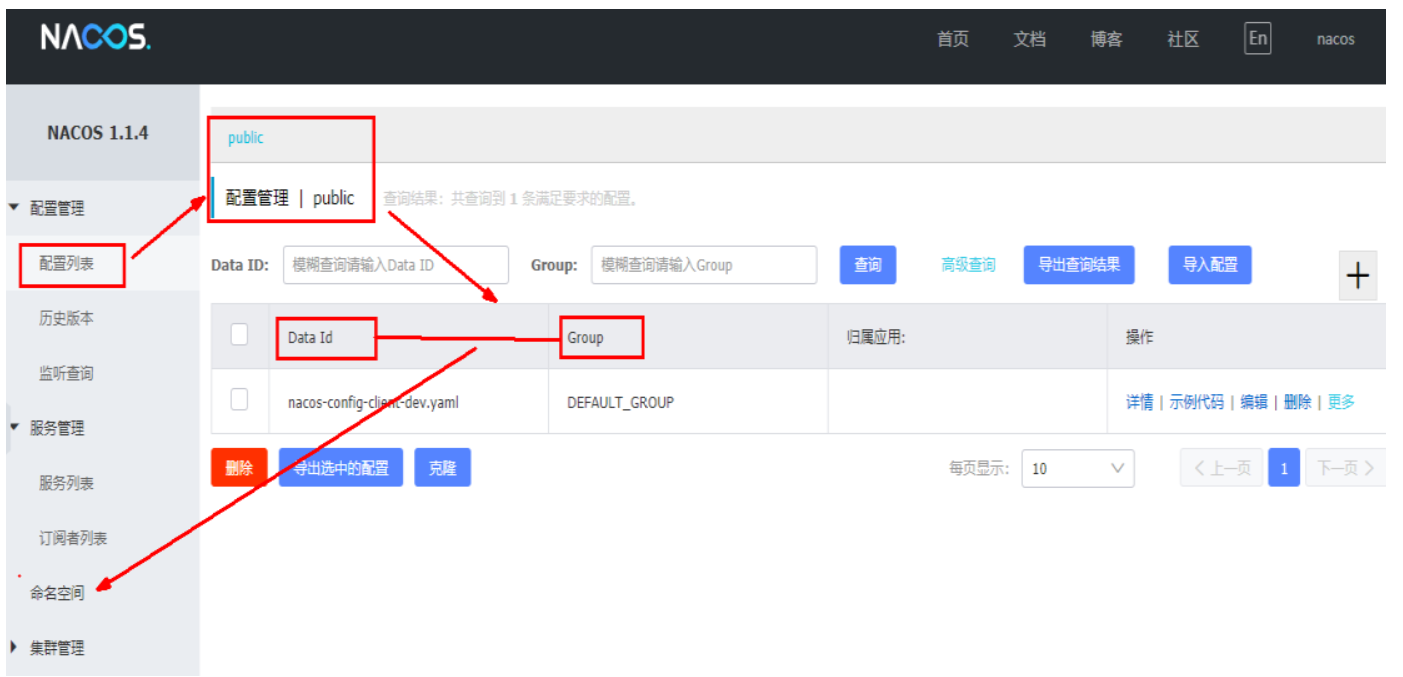 NACOS.
首页 文档 博客 社区 En nacos
NACOS 1.1.4
public
配置管理
配置管理 | public 查询结果：共查询到 1 条满足要求的配置。
配置列表
Data ID: 模糊查询请输入Data ID Group: 模糊查询请输入Group 查询 高级查询 导出查询结果 导入配置
历史版本
Data Id Group 归属应用: 操作
监听查询
nacos-config-client-dev.yaml DEFAULT_GROUP 详情 | 示例代码 | 编辑 | 删除 | 更多
服务管理
删除 导出选中的配置 克隆 每页显示: 10 上一页 1 下一页
服务列表
订阅者列表
命名空间
集群管理